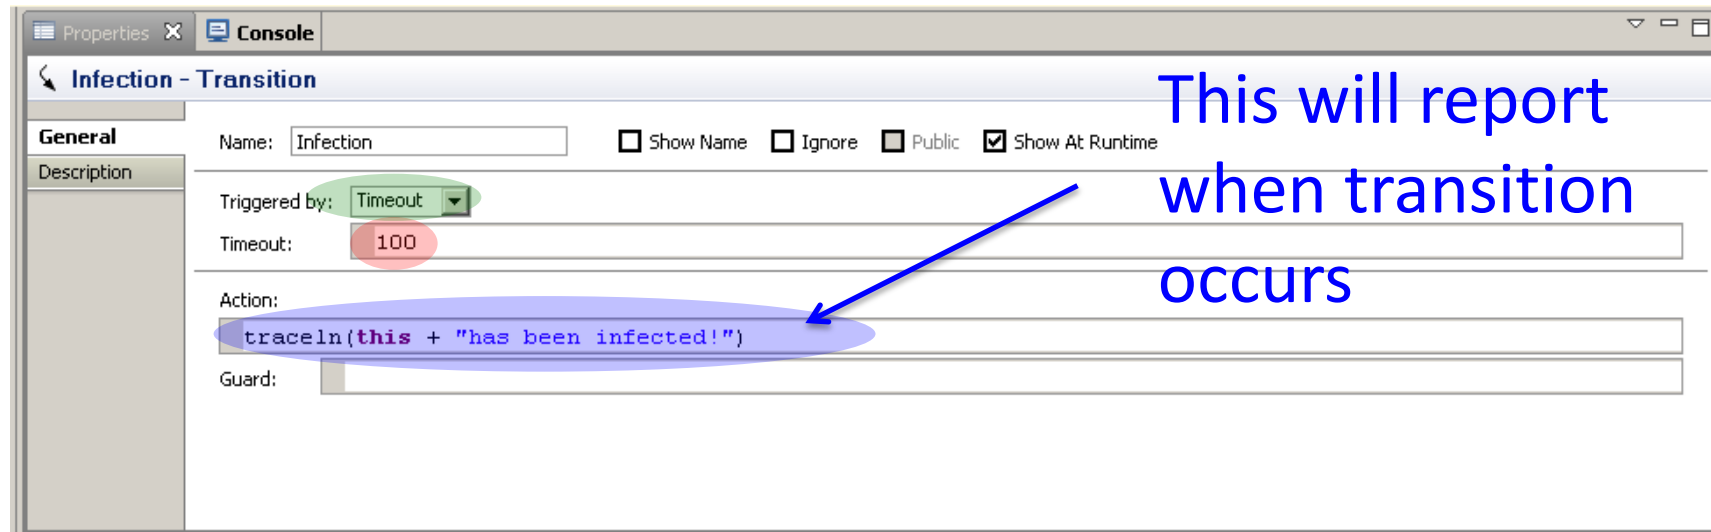 Properties Console
Infection - Transition
This will report
when transition
occurs
General
Description
Name: Infection Show Name Ignore Public Show At Runtime
Triggered by: Timeout
Timeout: 100
Action:
traceln(this + "has been infected!")
Guard: